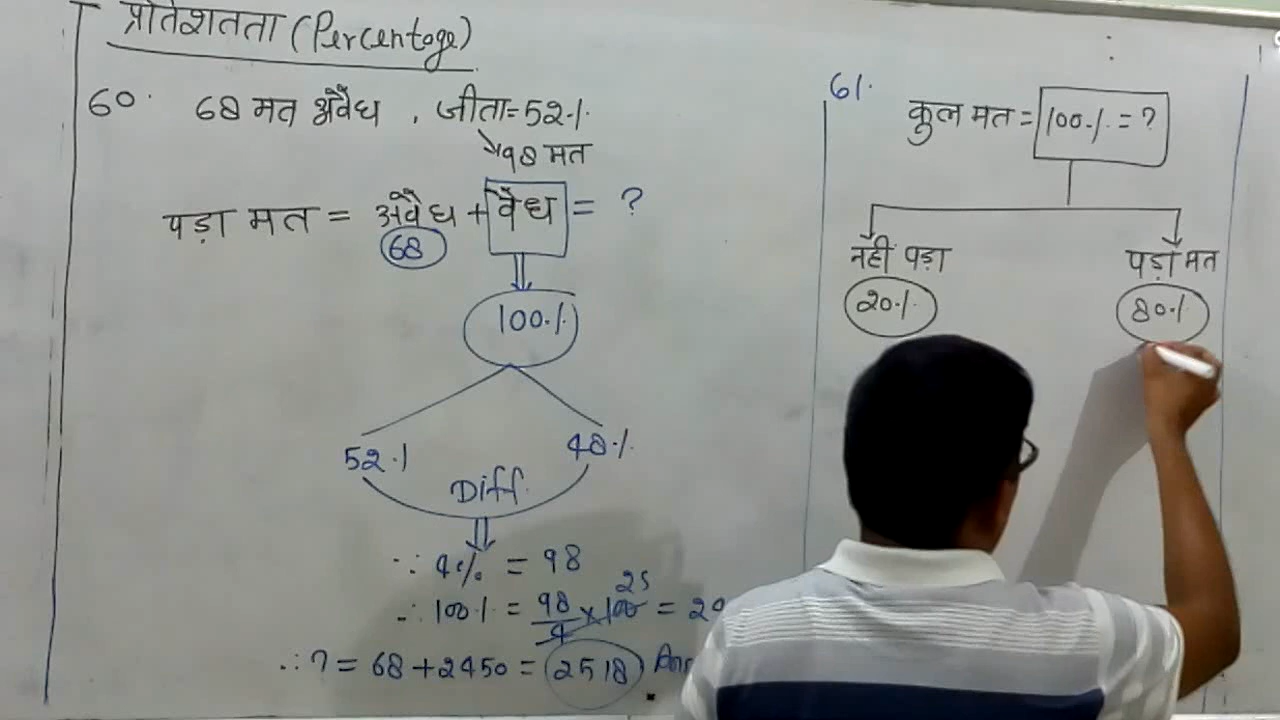 प्रतिशतता (Percentage)
60. 68 मत अवैध, जीता=52%
98 मत
पड़ा मत = अवैध + वैध = ?
68
100%
52%
48%
Diff.
∵ 4% = 98
25
∴ 100% = 98/4 × 100 =
∴ ? = 68 + 2450 = 2518 Ans
61.
कुल मत = 100% = ?
नही पड़ा
पड़ा मत
20%
80%